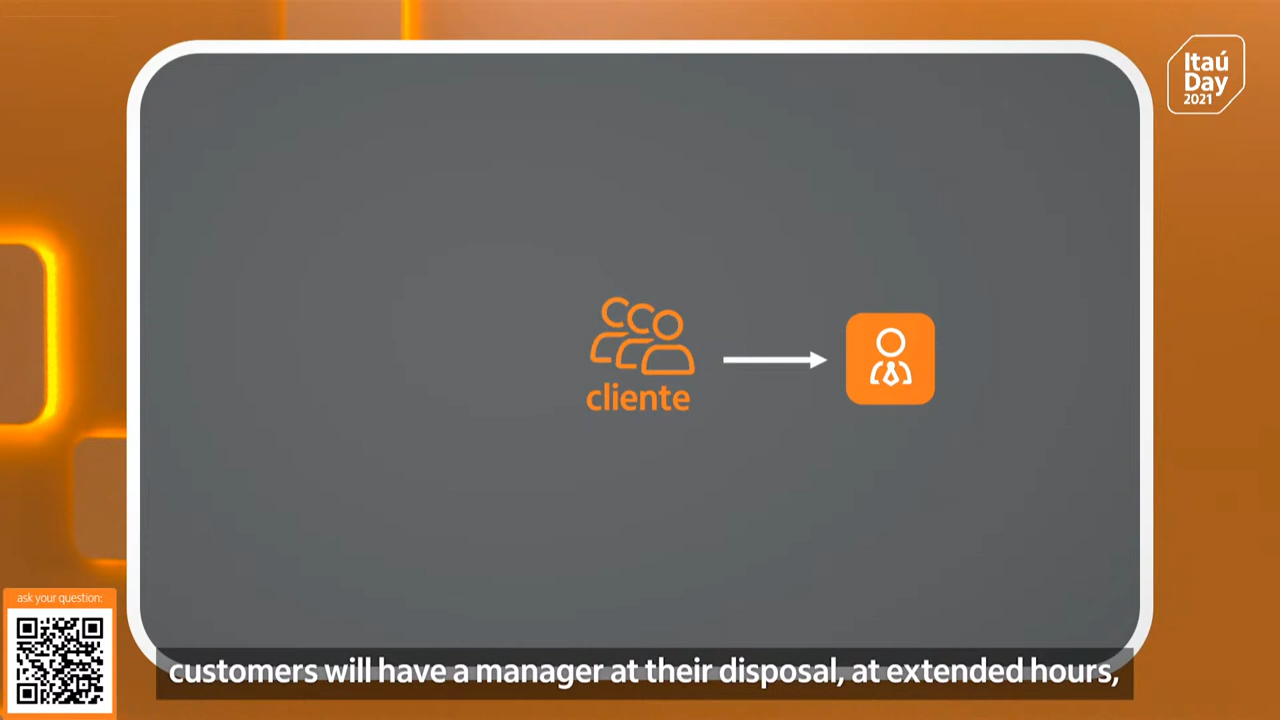 Itaú
Day
2021
cliente
ask your question:
customers will have a manager at their disposal, at extended hours,